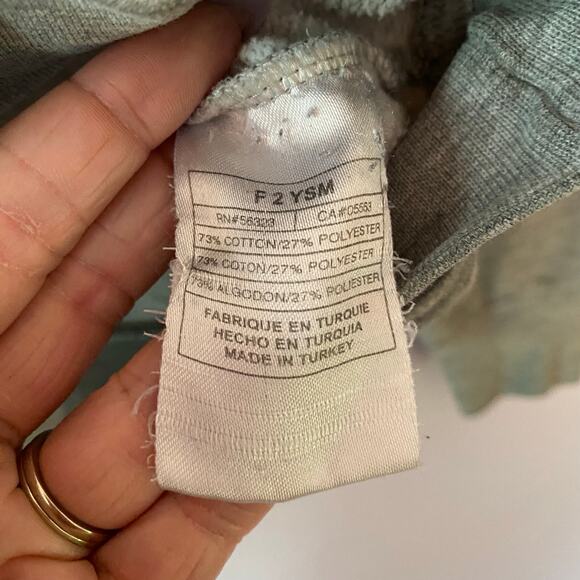 F 2 YSM
RN#56323 CA#05553
73% COTTON/27% POLYESTER
73% COTON/27% POLYESTER
73% ALGODON/27% POLIESTER
FABRIQUE EN TURQUIE
HECHO EN TURQUIA
MADE IN TURKEY